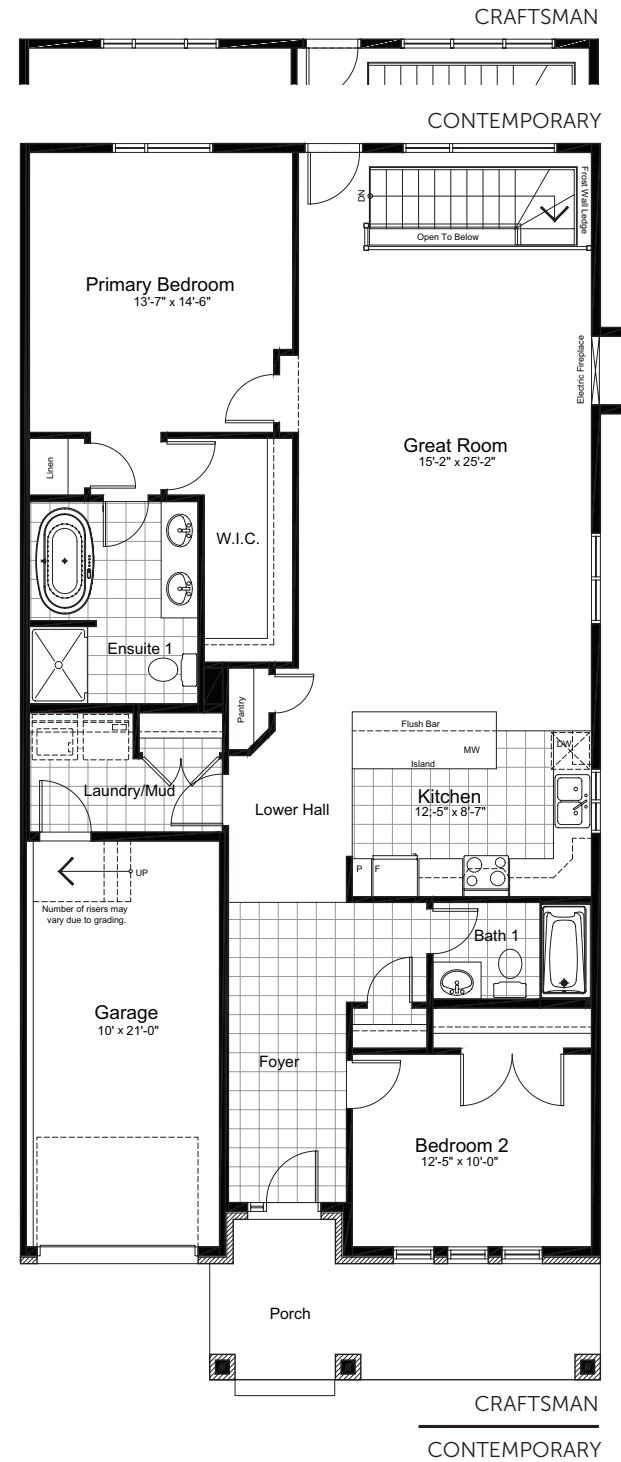 CRAFTSMAN
CONTEMPORARY
DN
Open To Below
Frost Wall Ledge
Primary Bedroom
13'-7" x 14'-6"
Electric Fireplace
Great Room
15'-2" x 25'-2"
Linen
W.I.C.
Ensuite 1
Pantry
Flush Bar
MW
DW
Island
Laundry/Mud
Lower Hall
Kitchen
12;-5" x 8'-7"
P
F
UP
Number of risers may
vary due to grading.
Bath 1
Garage
10' x 21'-0"
Foyer
Bedroom 2
12'-5" x 10'-0"
Porch
CRAFTSMAN
CONTEMPORARY